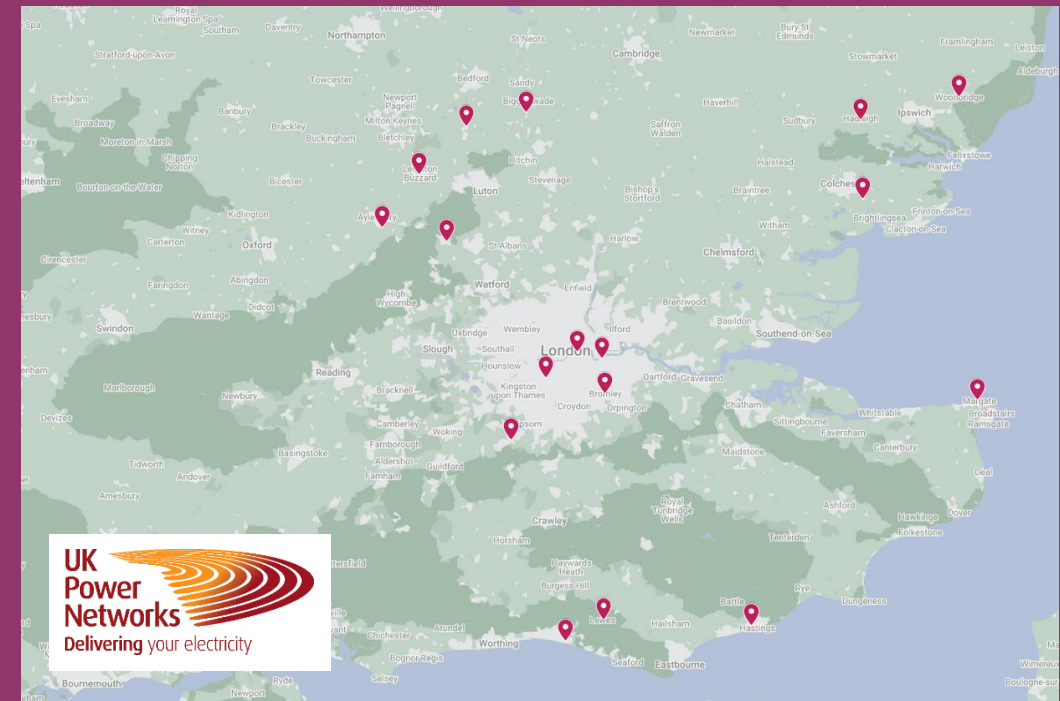 Wellingborough
Spa
Royal
Leamington Spa
Southam
Daventry
Northampton
St Neots
Cambridge
Newmarket
Bury St
Edmunds
Framlingham
Leiston
Stratford-upon-Avon
Stowmarket
Aldeburgh
Towcester
Bedford
Sandy
Woodbridge
Evesham
Newport
Pagnell
Haverhill
Broadway
Banbury
Brackley
Milton Keynes
Saffron
Walden
Sudbury
Ipswich
Moreton-in-Marsh
Buckingham
Bletchley
Chipping
Norton
Hitchin
Halstead
Felixstowe
Harwich
eltenham
Bourton-on-the-Water
Bicester
Buzzard
Luton
Stevenage
Bishop's
Stortford
Braintree
Colches
Kidlington
Witney
Witham
Brightlingsea
Frinton-on-Sea
Clacton-on-Sea
Carterton
Oxford
St Albans
Harlow
Chelmsford
Cirencester
Faringdon
Abingdon
High
Wycombe
Watford
Enfield
Brentwood
Didcot
Wantage
Swindon
Uxbridge
Wembley
Ilford
Basildon
Southend-on-Sea
Slough
Southall
London
Reading
Hounslow
Marlborough
Newbury
Bracknell
Kingston
upon Thames
Bromley
Dartford
Gravesend
Margate
Devizes
Croydon
Orpington
Chatham
Whitstable
Broadstairs
Ramsgate
Camberley
Woking
psom
Sittingbourne
Faversham
Basingstoke
Farnborough
Aldershot
Farnham
Guildford
Maidstone
Canterbury
Tidworth
Andover
Deal
Amesbury
Royal
Tunbridge
Wells
Ashford
Crawley
Hawkinge
Dover
Folkestone
Horsham
Tenterden
UK
Power
Networks
Delivering your electricity
etersfield
Haywards
Heath
Burgess Hill
Rye
Dungeness
Battle
Lewes
Hailsham
Hastings
Chichester
Arundel
Worthing
Bognor Regis
Seaford
Eastbourne
Selsey
Ryde
Bournemouth
Newport
Wimereux
Boulogne-sur